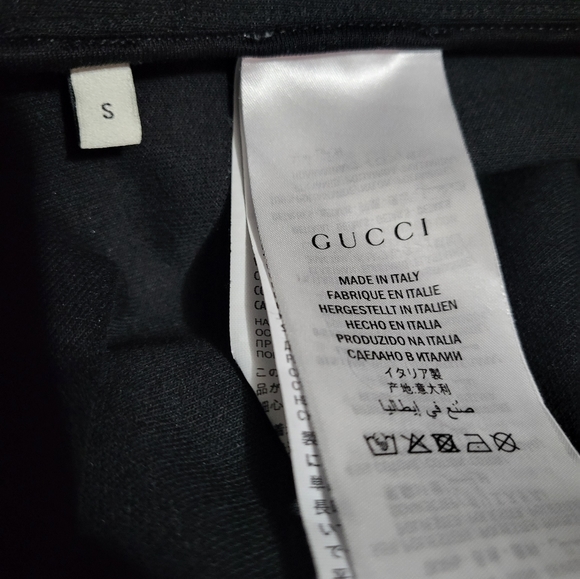 S
GUCCI
MADE IN ITALY
FABRIQUE EN ITALIE
HERGESTELLT IN ITALIEN
HECHO EN ITALIA
PRODUZIDO NA ITALIA
СДЕЛАНО В ИТАЛИИ
イタリア製
产地:意大利
صنع في إيطاليا